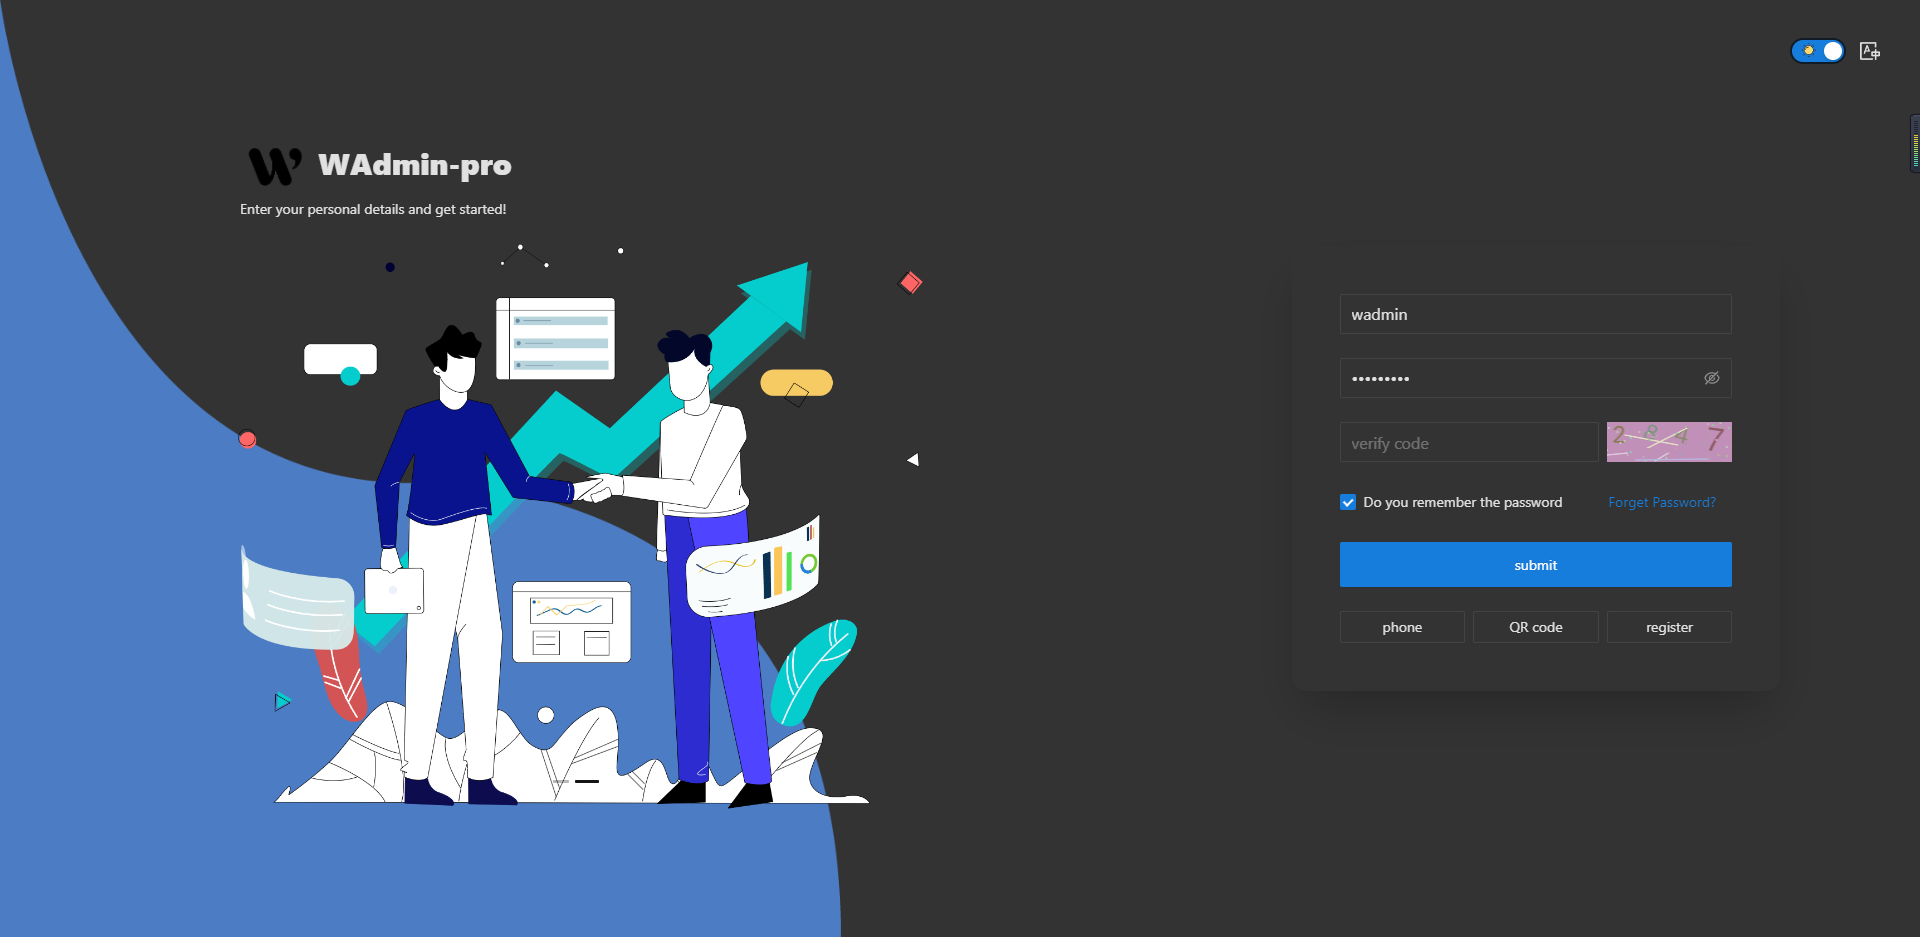 WAdmin-pro
Enter your personal details and get started!
wadmin
•••••••••
verify code
2 8 4 7
Do you remember the password
Forget Password?
submit
phone
QR code
register